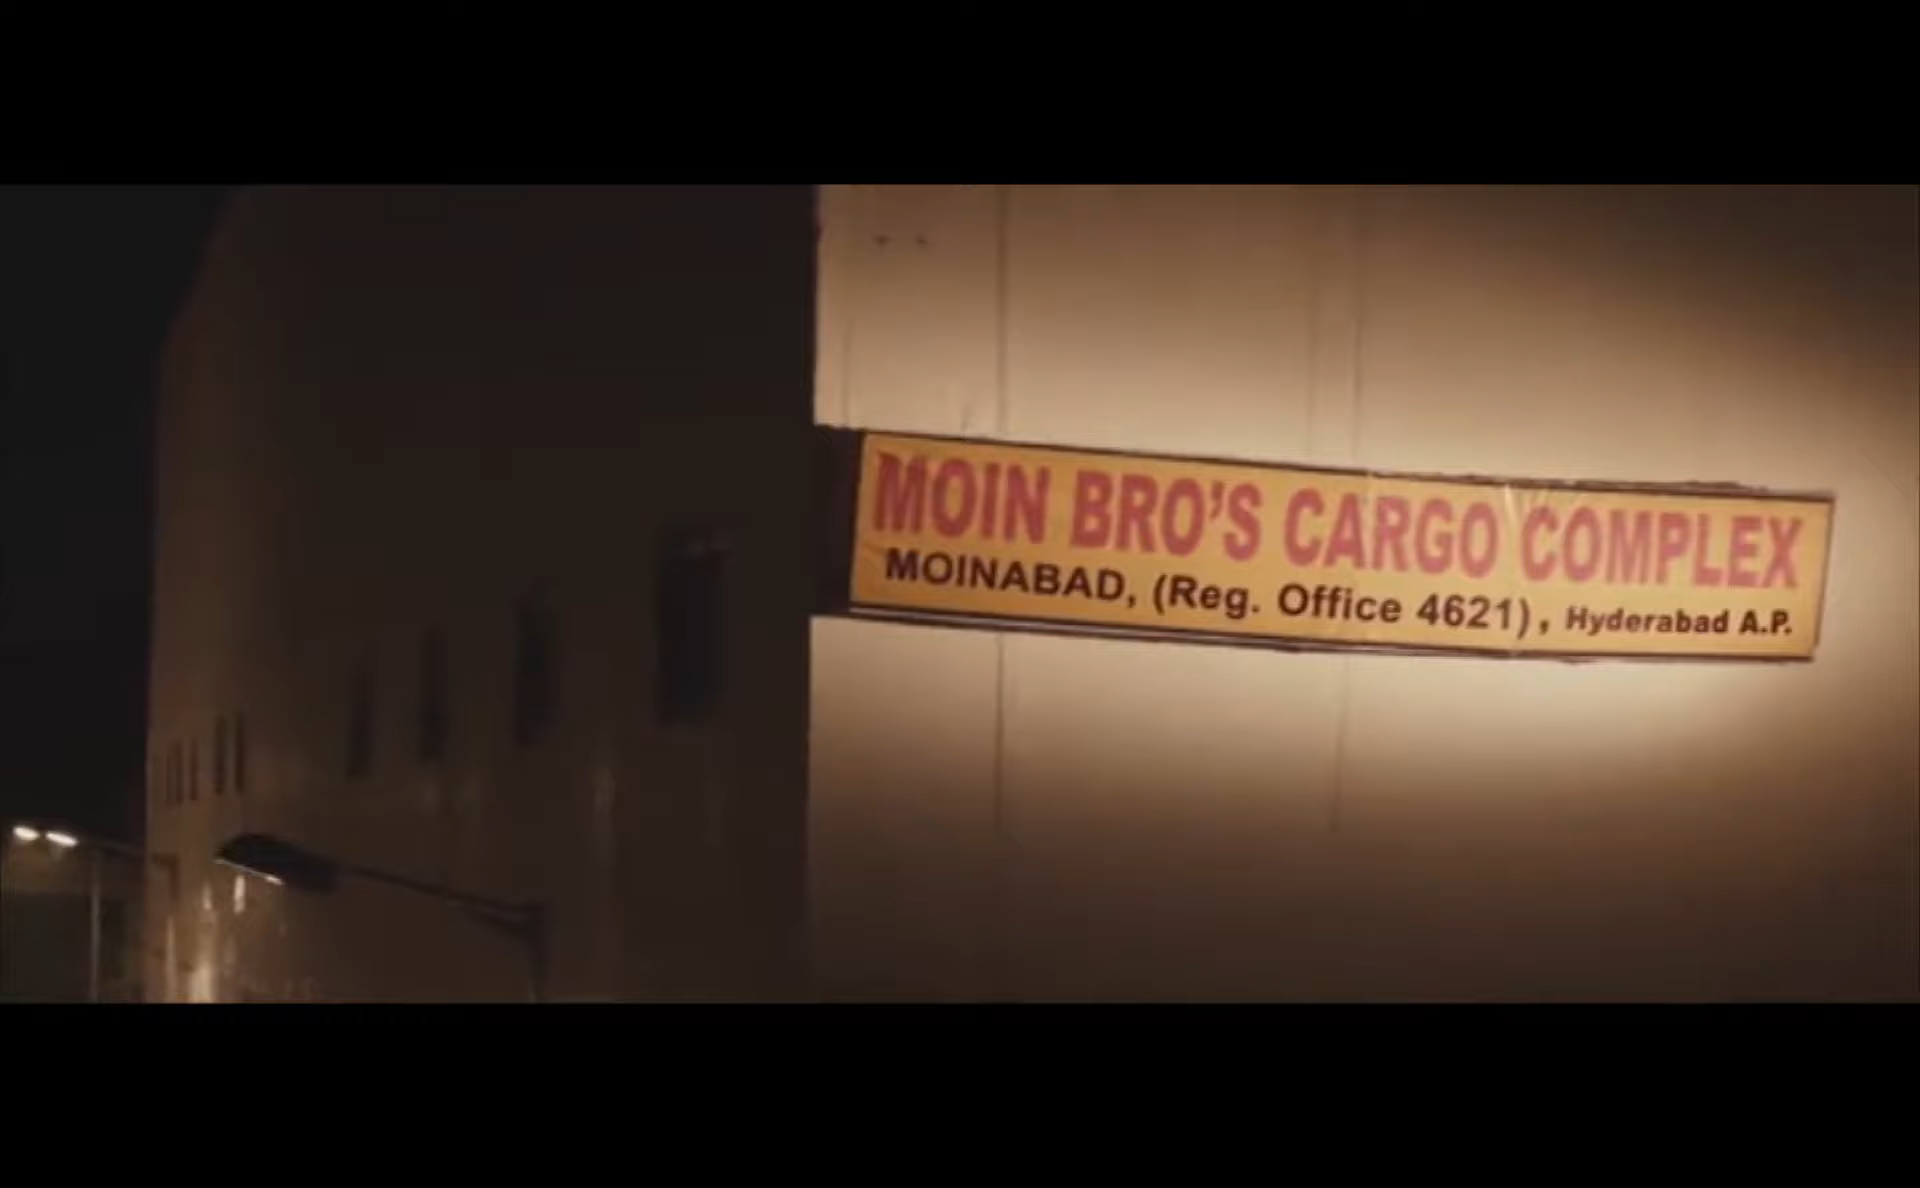 MOIN BRO'S CARGO COMPLEX
MOINABAD, (Reg. Office 4621), Hyderabad A.P.